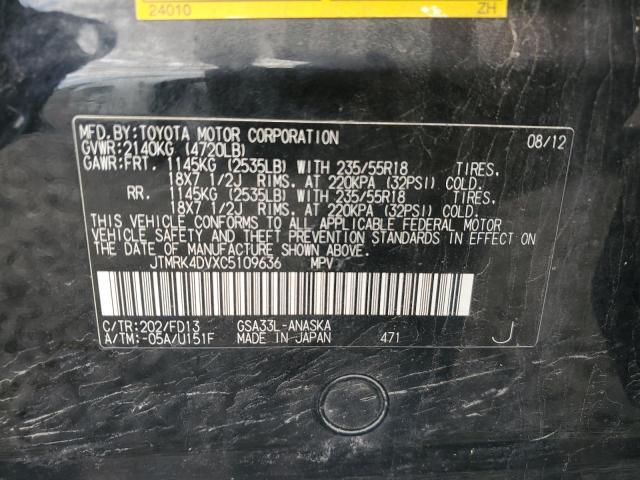 24010 ZH
MFD.BY:TOYOTA MOTOR CORPORATION 08/12
GVWR:2140KG (4720LB)
GAWR:FRT. 1145KG (2535LB) WITH 235/55R18 TIRES.
18X7 1/2J RIMS. AT 220KPA (32PSI) COLD.
RR. 1145KG (2535LB) WITH 235/55R18 TIRES.
18X7 1/2J RIMS. AT 220KPA (32PSI) COLD.
THIS VEHICLE CONFORMS TO ALL APPLICABLE FEDERAL MOTOR
VEHICLE SAFETY AND THEFT PREVENTION STANDARDS IN EFFECT
ON THE DATE OF MANUFACTURE SHOWN ABOVE.
JTMRK4DVXC5109636 MPV
C/TR:202/FD13 GSA33L-ANASKA
A/TM:-05A/U151F MADE IN JAPAN 471 J